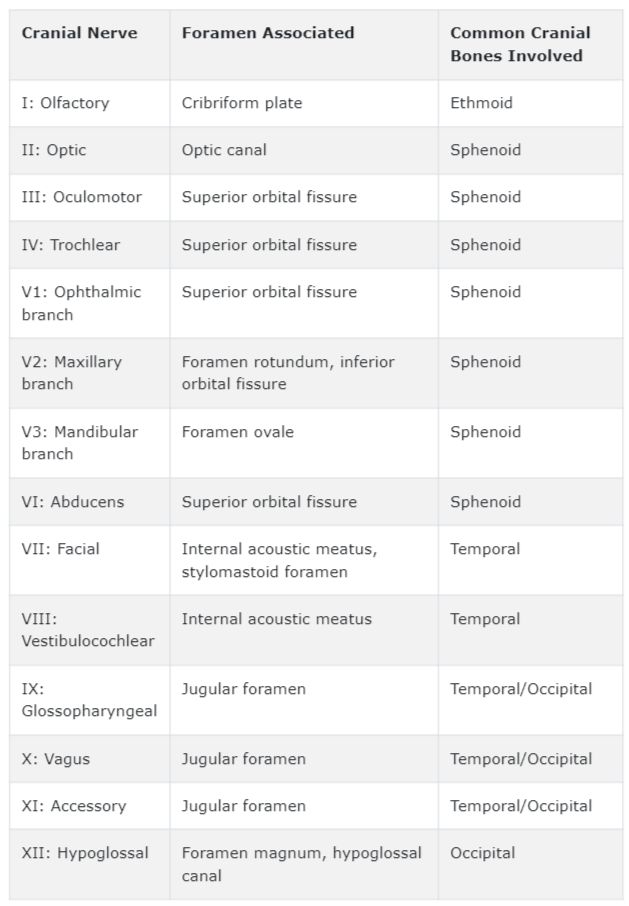 Cranial Nerve Foramen Associated Common Cranial
Bones Involved
I: Olfactory Cribriform plate Ethmoid
II: Optic Optic canal Sphenoid
III: Oculomotor Superior orbital fissure Sphenoid
IV: Trochlear Superior orbital fissure Sphenoid
V1: Ophthalmic Superior orbital fissure Sphenoid
branch
V2: Maxillary Foramen rotundum, inferior Sphenoid
branch orbital fissure
V3: Mandibular Foramen ovale Sphenoid
branch
VI: Abducens Superior orbital fissure Sphenoid
VII: Facial Internal acoustic meatus, Temporal
stylomastoid foramen
VIII: Internal acoustic meatus Temporal
Vestibulocochlear
IX: Jugular foramen Temporal/Occipital
Glossopharyngeal
X: Vagus Jugular foramen Temporal/Occipital
XI: Accessory Jugular foramen Temporal/Occipital
XII: Hypoglossal Foramen magnum, hypoglossal Occipital
canal